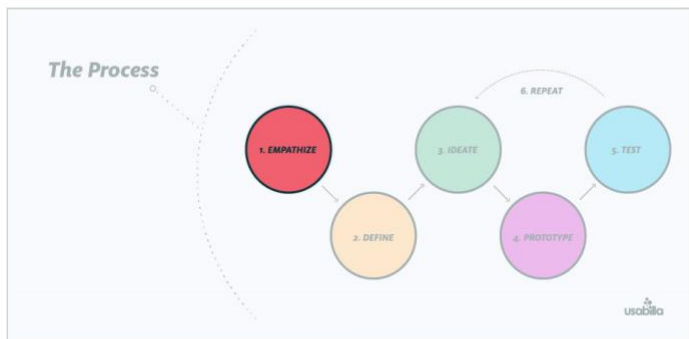 The Process
1. EMPATHIZE
2. DEFINE
3. IDEATE
4. PROTOTYPE
5. TEST
6. REPEAT
usabilla